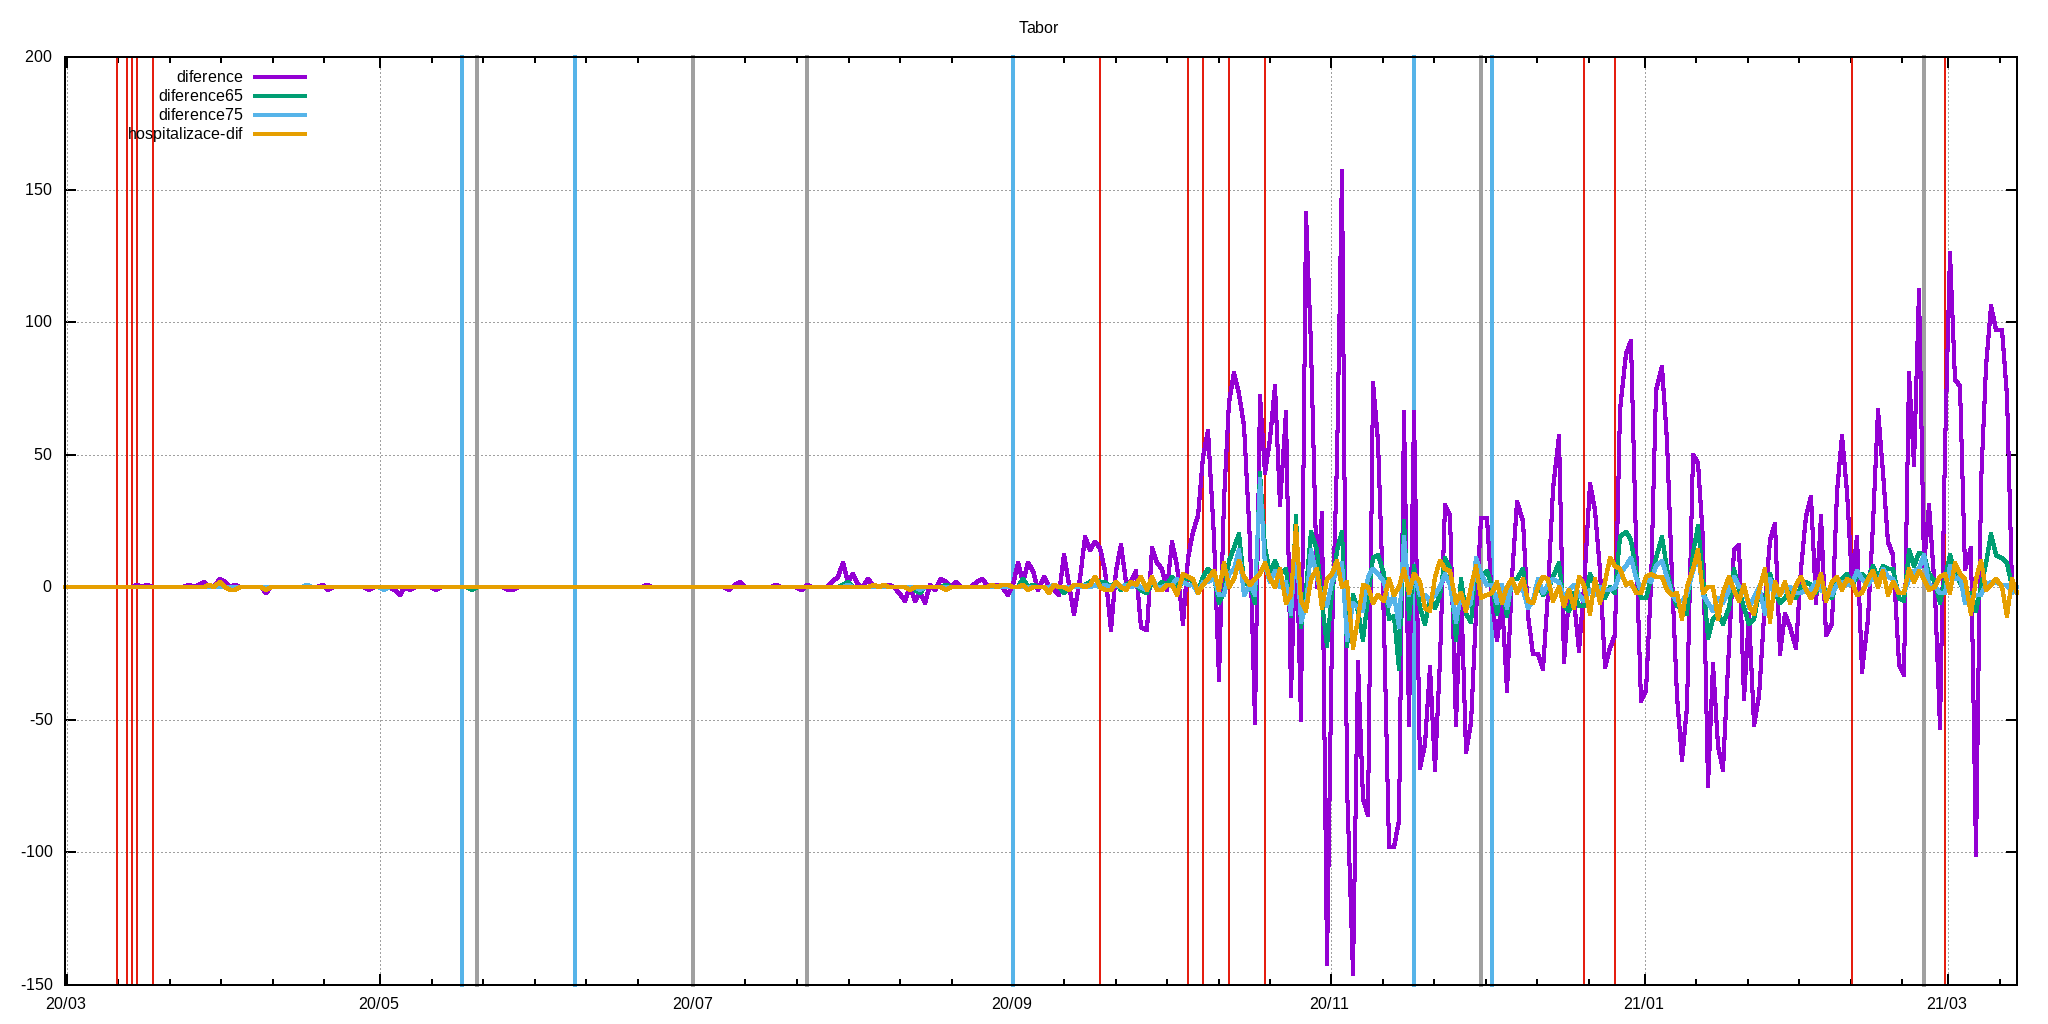 Tabor
200
150
100
50
0
-50
-100
-150
diference
diference65
diference75
hospitalizace-dif
20/03 20/05 20/07 20/09 20/11 21/01 21/03